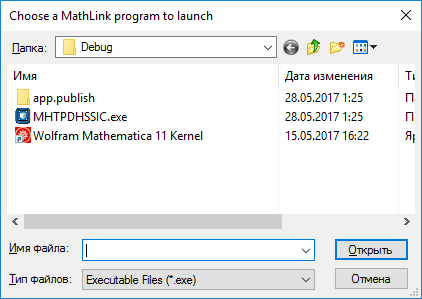 Choose a MathLink program to launch
Папка: Debug
Имя Дата изменения Ти
app.publish 28.05.2017 1:25 Па
MHTPDHSSIC.exe 28.05.2017 1:25 Пр
Wolfram Mathematica 11 Kernel 15.05.2017 16:22 Яр
Имя файла: Открыть
Тип файлов: Executable Files (*.exe) Отмена